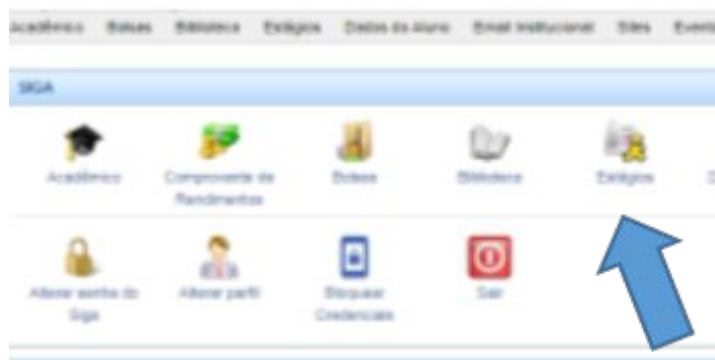 Acadêmico Bolsas Biblioteca Estágios Dados do Aluno Email Institucional Sites
SIGA
Acadêmico Comprovante de Bolsas Biblioteca Estágios
Rendimentos
Alterar senha do Alterar perfil Bloquear Sair
Siga Credenciais